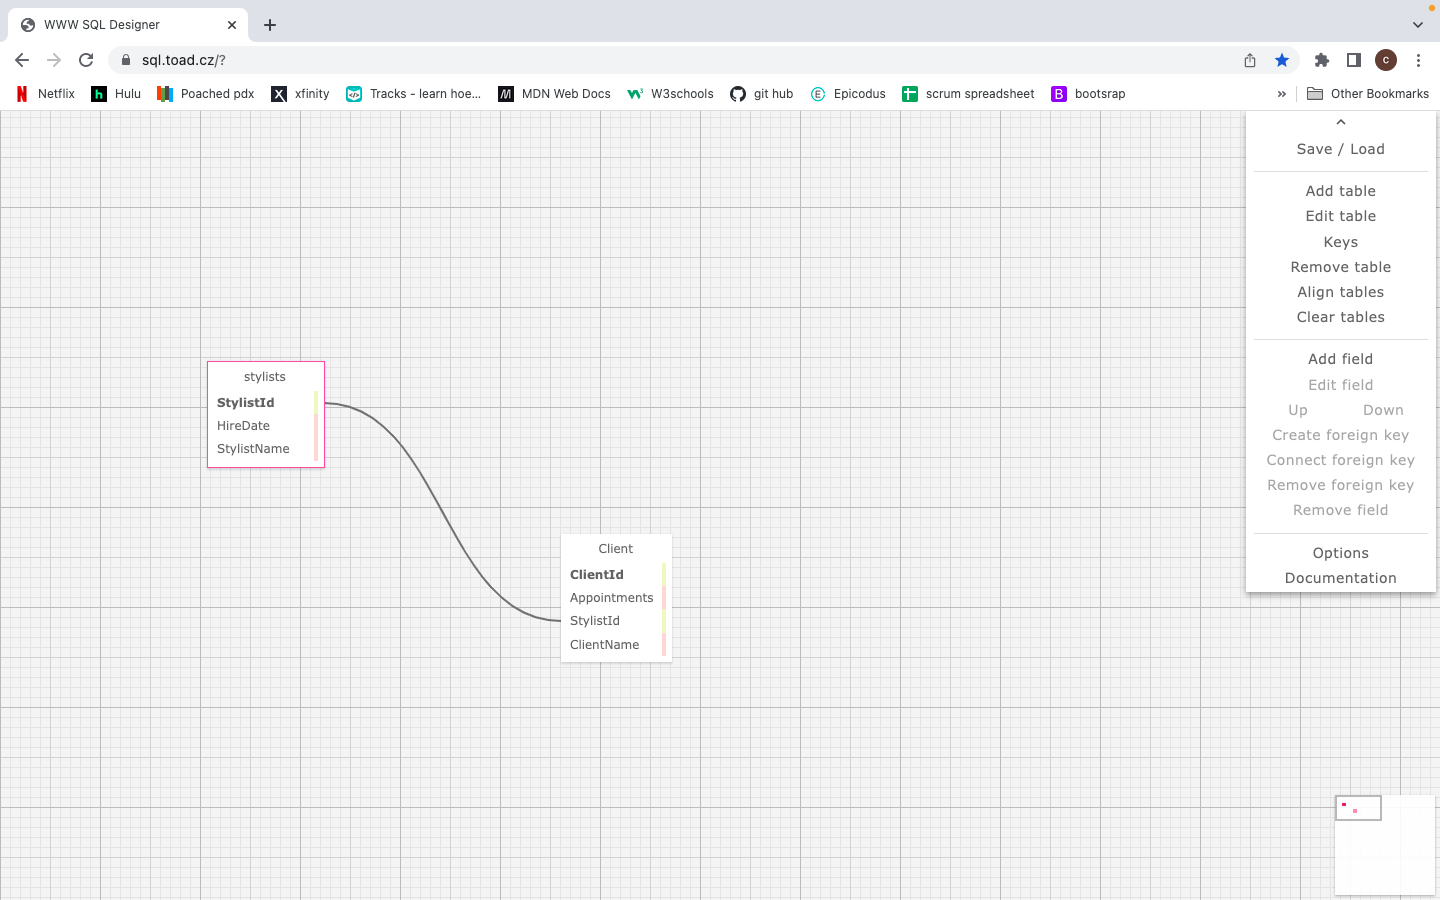 WWW SQL Designer
sql.toad.cz/?
C
Netflix
h Hulu
Poached pdx
X xfinity
</> Tracks - learn hoe...
M MDN Web Docs
W3 W3schools
git hub
E Epicodus
scrum spreadsheet
B bootsrap
»
Other Bookmarks
Save / Load
Add table
Edit table
Keys
Remove table
Align tables
Clear tables
Add field
Edit field
Up Down
Create foreign key
Connect foreign key
Remove foreign key
Remove field
Options
Documentation
stylists
StylistId
HireDate
StylistName
Client
ClientId
Appointments
StylistId
ClientName